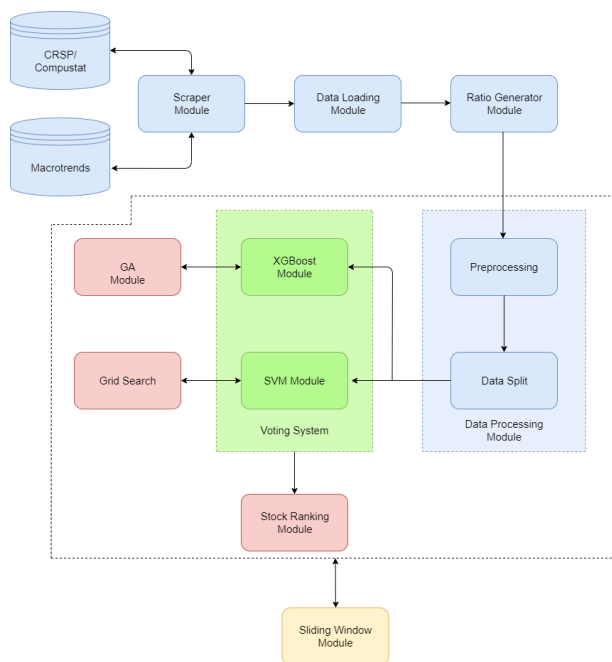 CRSP/
Compustat
Scraper
Module
Data Loading
Module
Ratio Generator
Module
Macrotrends
GA
Module
XGBoost
Module
Preprocessing
Grid Search
SVM Module
Data Split
Voting System
Data Processing
Module
Stock Ranking
Module
Sliding Window
Module